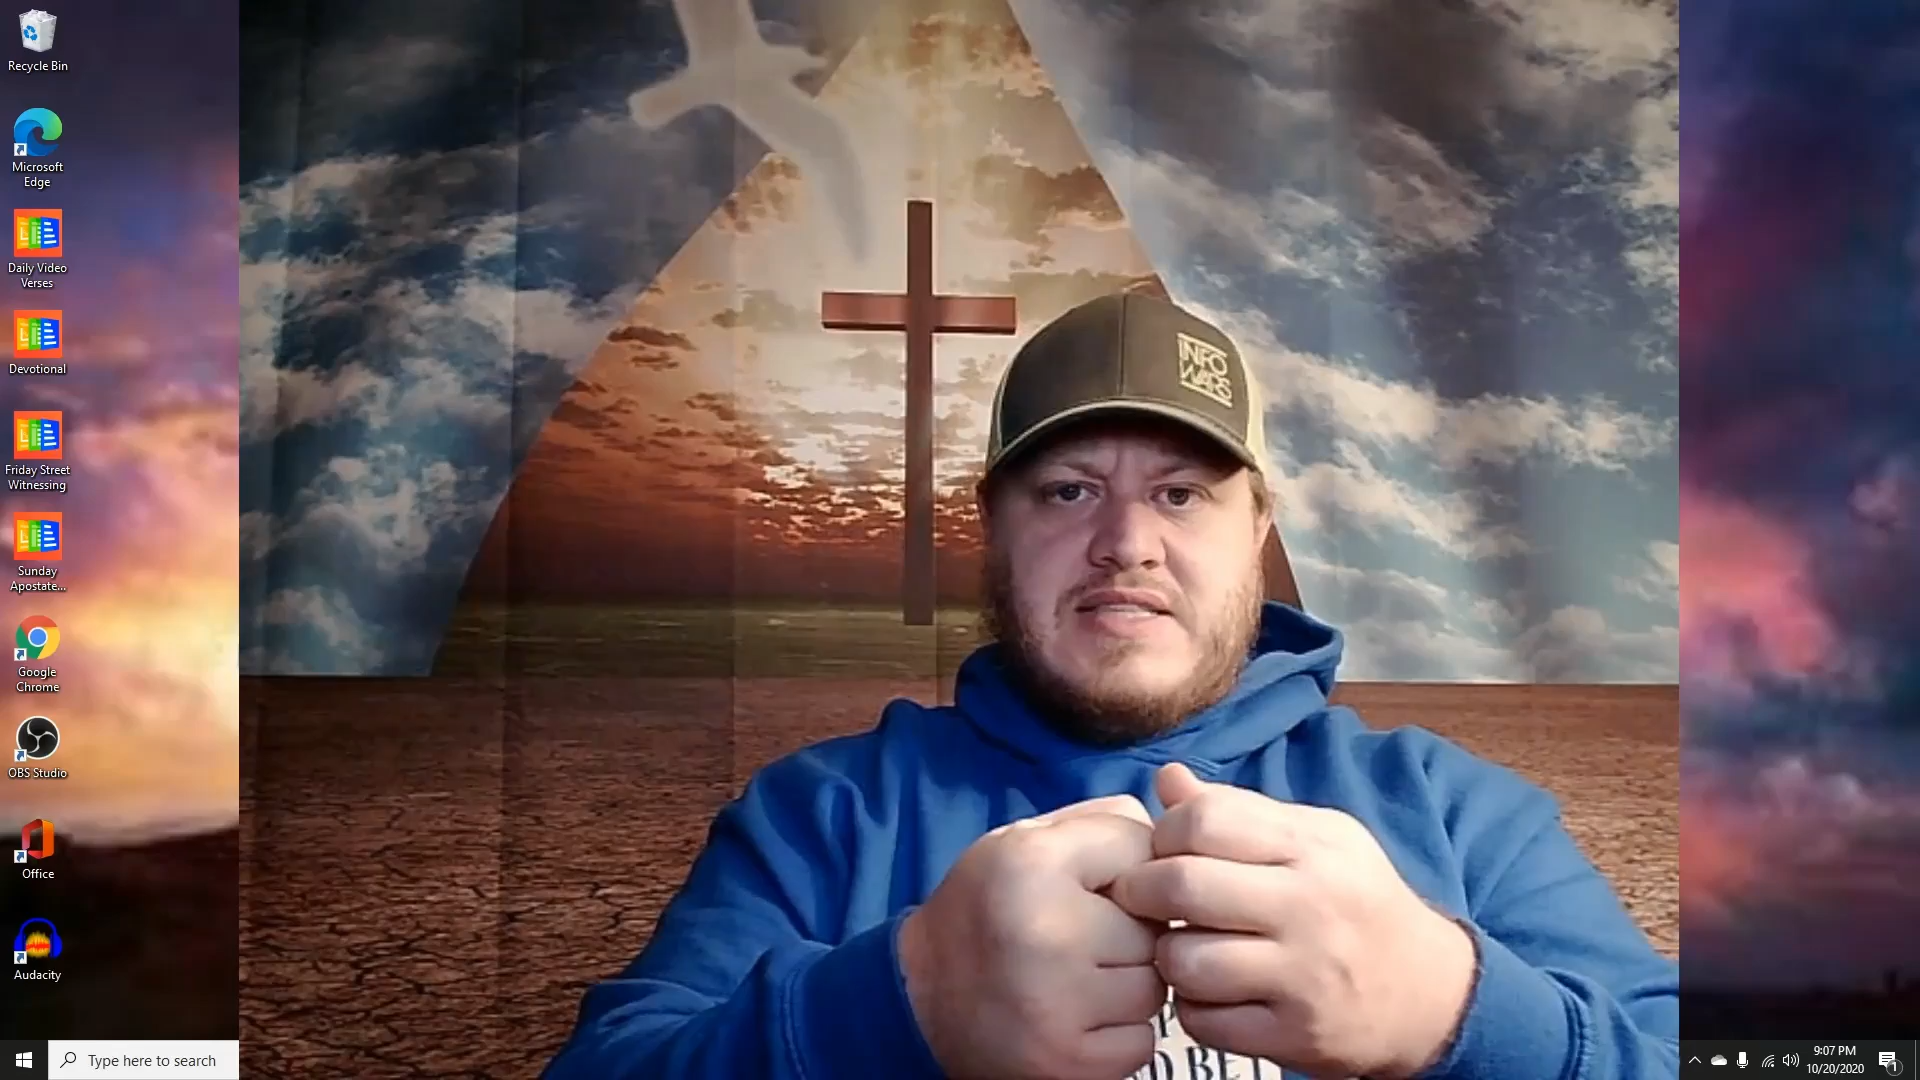 Recycle Bin
Microsoft
Edge
Daily Video
Verses
Devotional
Friday Street
Witnessing
Sunday
Apostate...
Google
Chrome
OBS Studio
Office
Audacity
INFO
WARS
Type here to search
9:07 PM
10/20/2020
1